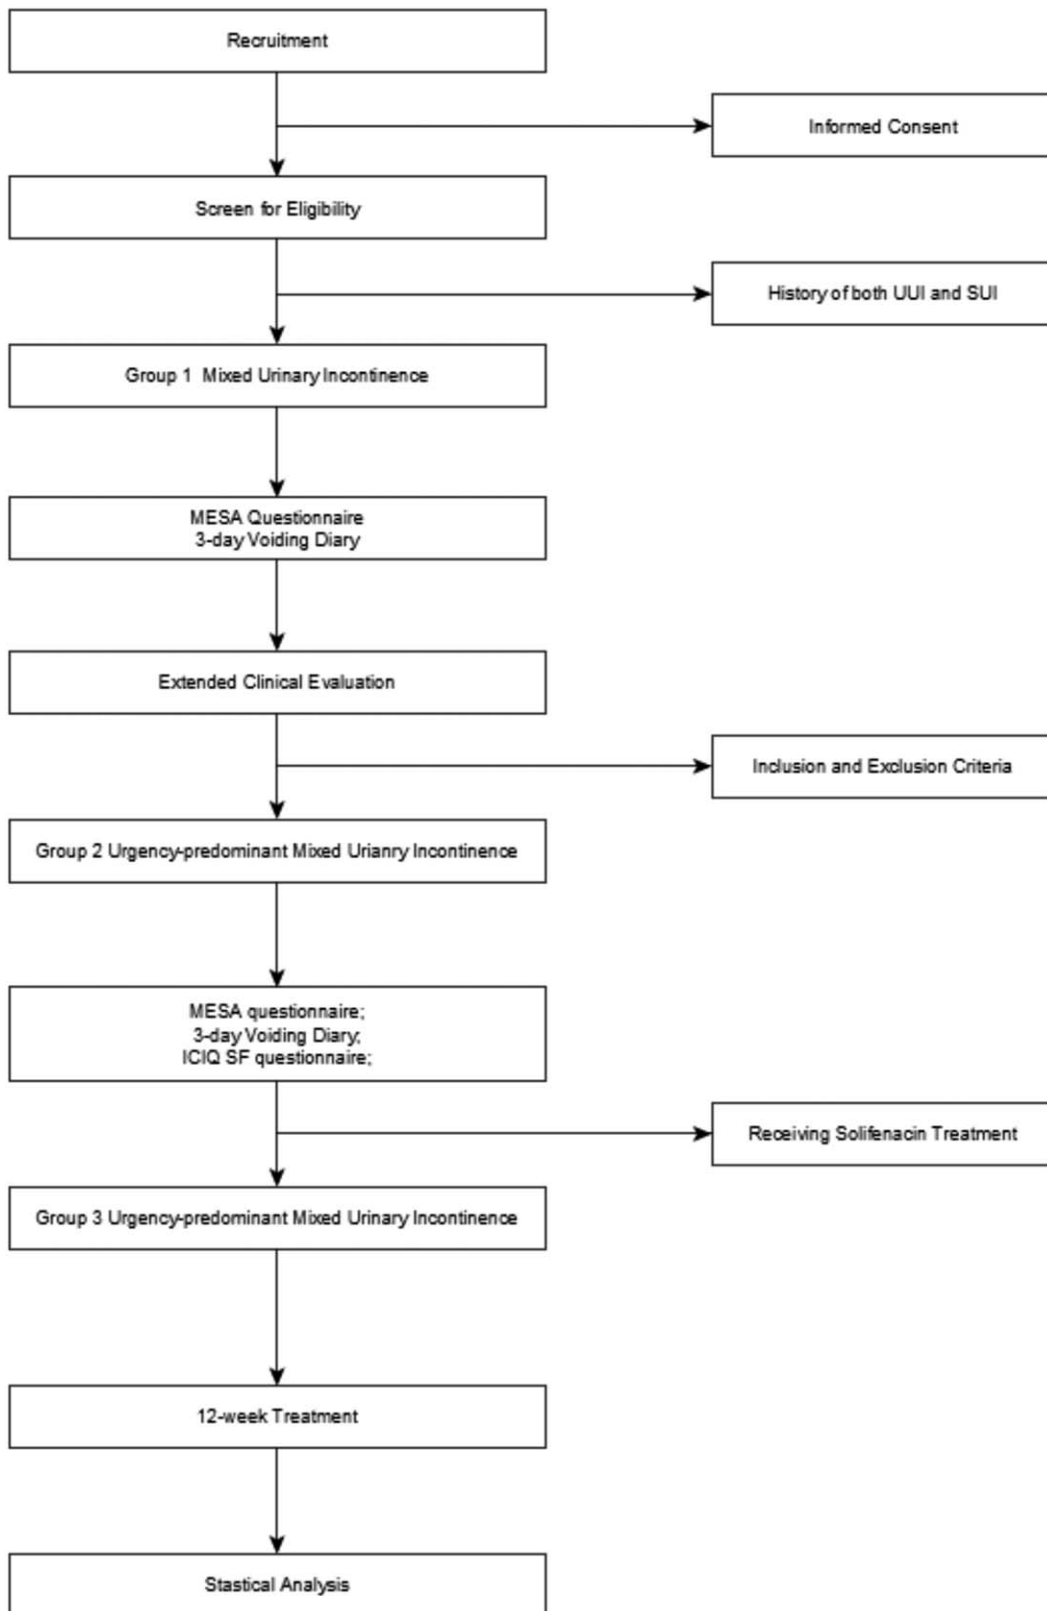 Recruitment
Informed Consent
Screen for Eligibility
History of both UUI and SUI
Group 1 Mixed Urinary Incontinence
MESA Questionnaire
3-day Voiding Diary
Extended Clinical Evaluation
Inclusion and Exclusion Criteria
Group 2 Urgency-predominant Mixed Urianry Incontinence
MESA questionnaire;
3-day Voiding Diary;
ICIQ SF questionnaire;
Receiving Solifenacin Treatment
Group 3 Urgency-predominant Mixed Urinary Incontinence
12-week Treatment
Stastical Analysis